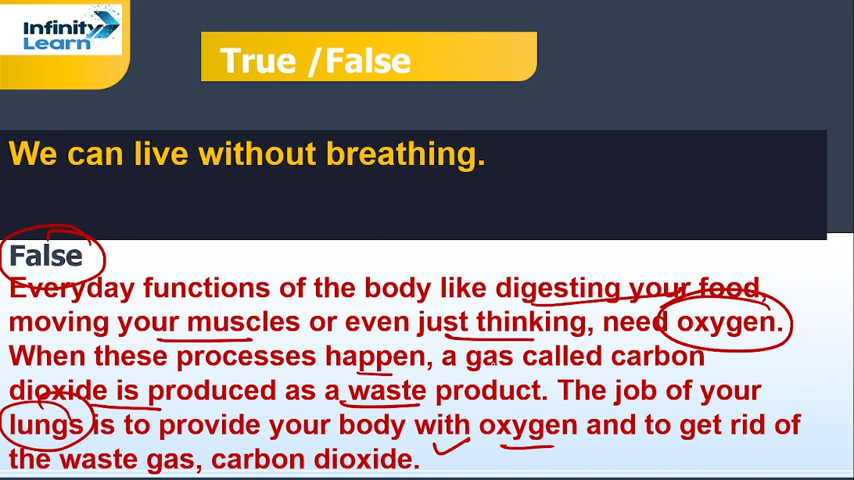 Infinity
Learn
True /False
We can live without breathing.
False
Everyday functions of the body like digesting your food,
moving your muscles or even just thinking, need oxygen.
When these processes happen, a gas called carbon
dioxide is produced as a waste product. The job of your
lungs is to provide your body with oxygen and to get rid of
the waste gas, carbon dioxide.